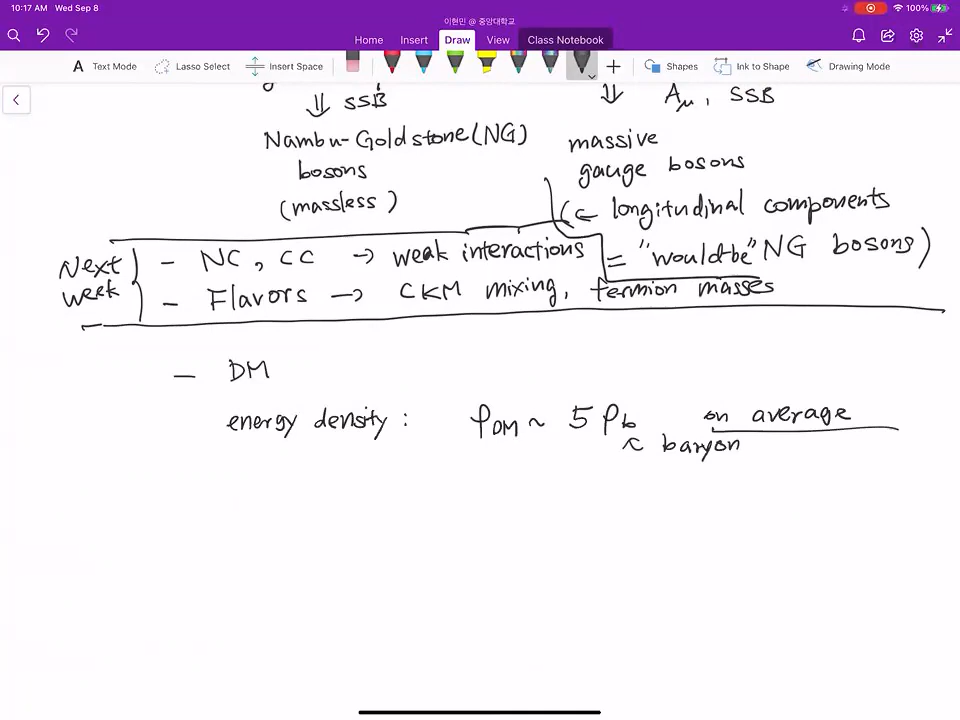 10:17 AM Wed Sep 8
100%
이현민 @ 중앙대학교
Home Insert Draw View Class Notebook
A Text Mode Lasso Select Insert Space Shapes Ink to Shape Drawing Mode
⇓ SSB ⇓ Aμ, SSB
Nambu-Goldstone(NG) massive
bosons gauge bosons
(massless) (← longitudinal components
= "would-be" NG bosons)
Next week
- NC, CC → weak interactions
- Flavors → CKM mixing, fermion masses
- DM
energy density: ρDM ~ 5 ρb on average
↖ baryon